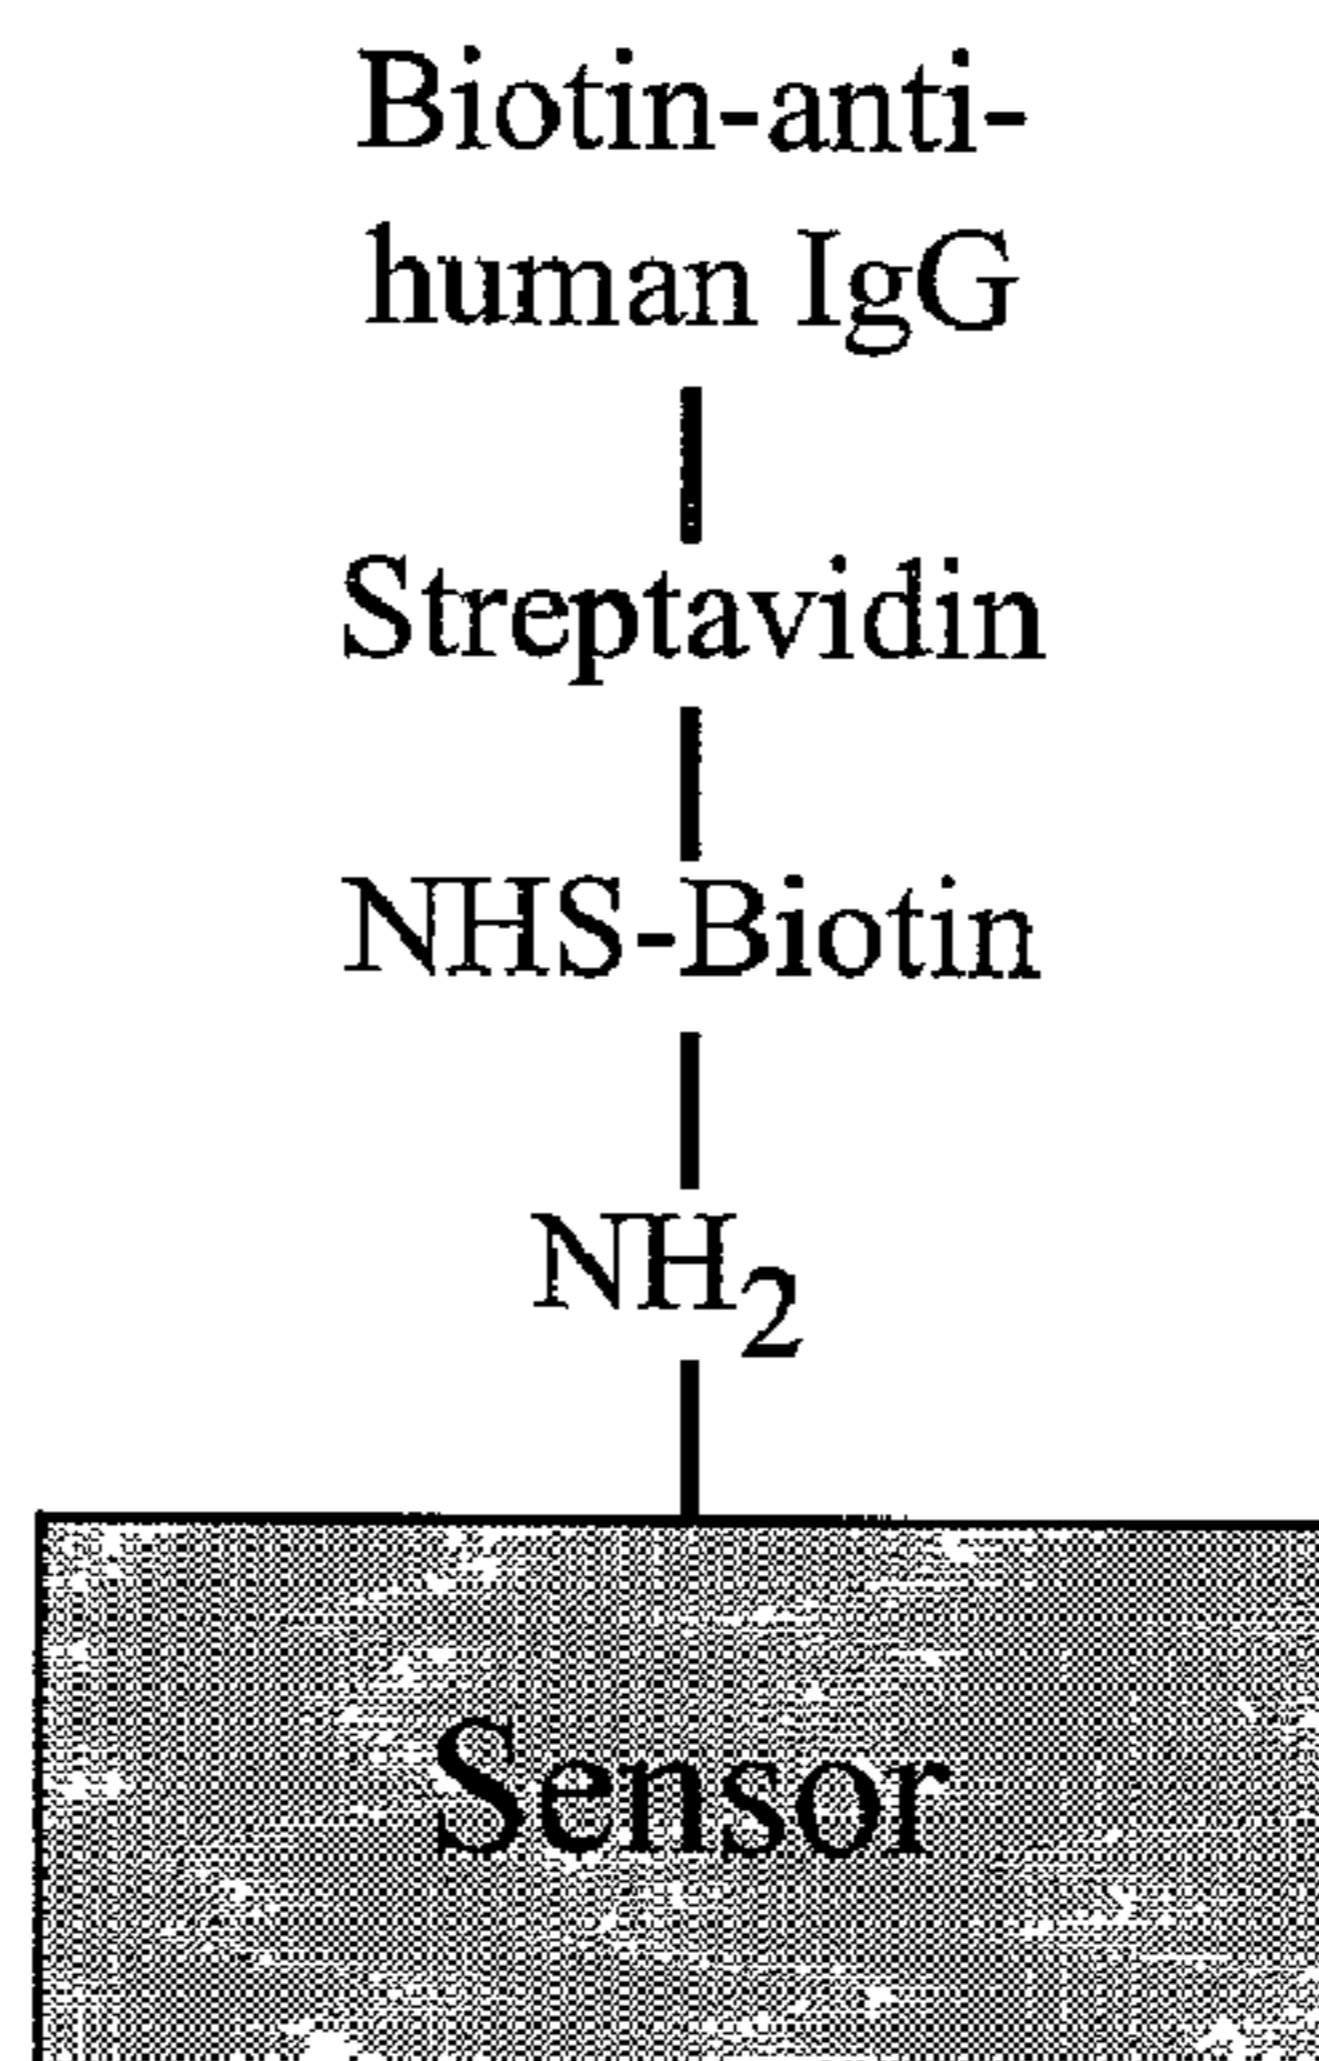 Biotin-anti-
human IgG
Streptavidin
NHS-Biotin
NH2
Sensor